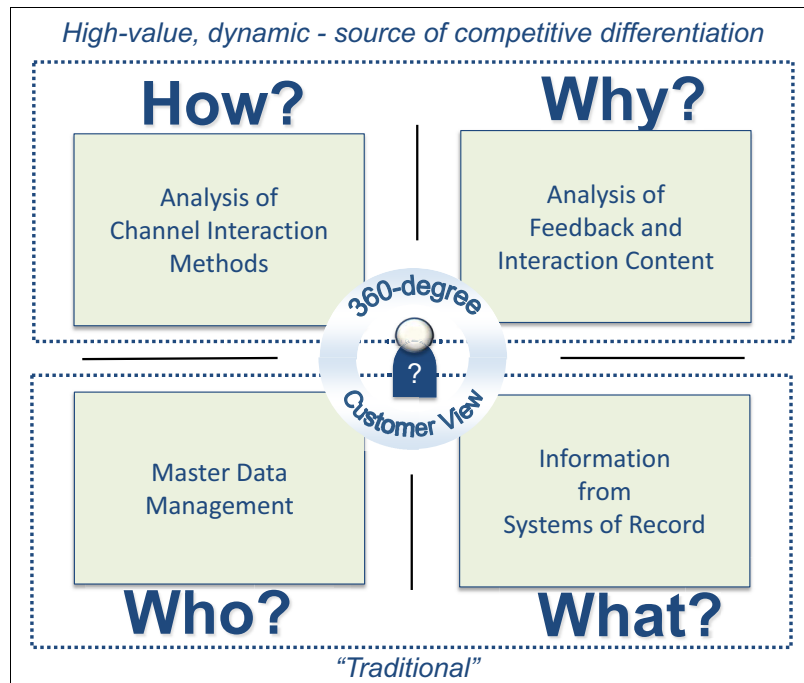 High-value, dynamic - source of competitive differentiation
How?
Why?
Analysis of
Channel Interaction
Methods
Analysis of
Feedback and
Interaction Content
360-degree
?
Customer View
Master Data
Management
Information
from
Systems of Record
Who?
What?
“Traditional”